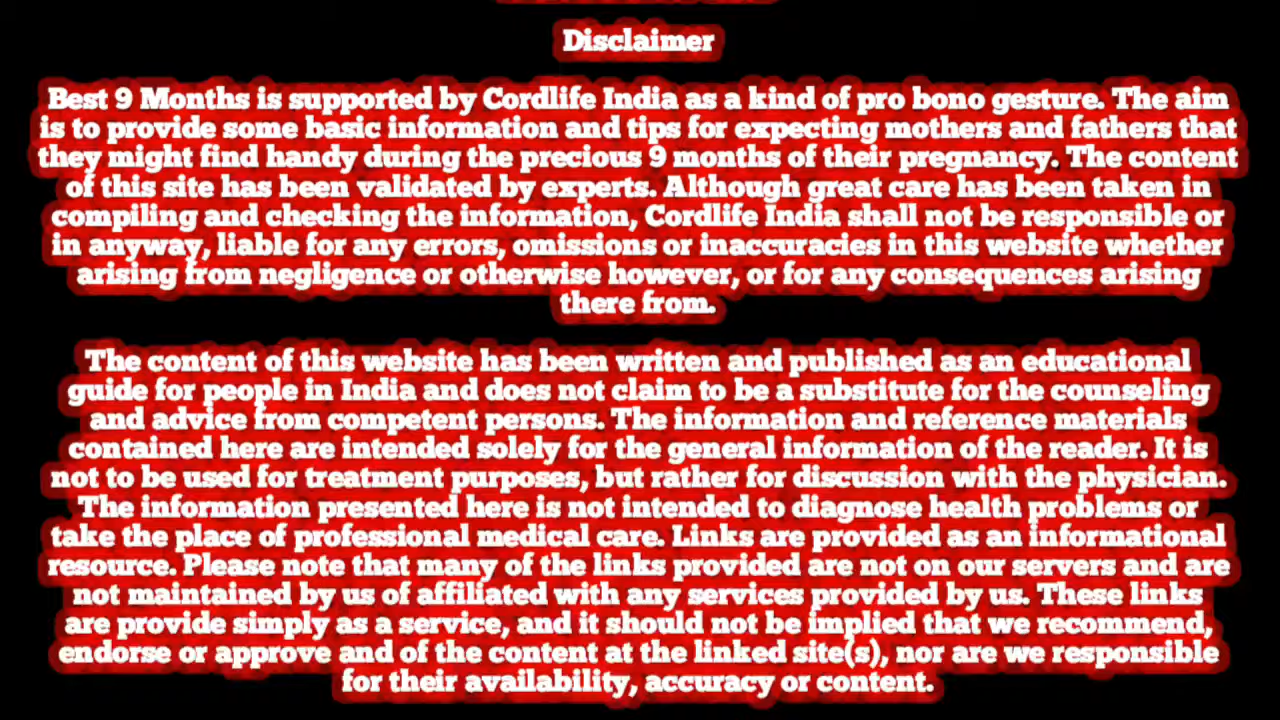 Disclaimer
Best 9 Months is supported by Cordlife India as a kind of pro bono gesture. The aim
is to provide some basic information and tips for expecting mothers and fathers that
they might find handy during the precious 9 months of their pregnancy. The content
of this site has been validated by experts. Although great care has been taken in
compiling and checking the information, Cordlife India shall not be responsible or
in anyway, liable for any errors, omissions or inaccuracies in this website whether
arising from negligence or otherwise however, or for any consequences arising
there from.
The content of this website has been written and published as an educational
guide for people in India and does not claim to be a substitute for the counseling
and advice from competent persons. The information and reference materials
contained here are intended solely for the general information of the reader. It is
not to be used for treatment purposes, but rather for discussion with the physician.
The information presented here is not intended to diagnose health problems or
take the place of professional medical care. Links are provided as an informational
resource. Please note that many of the links provided are not on our servers and are
not maintained by us of affiliated with any services provided by us. These links
are provide simply as a service, and it should not be implied that we recommend,
endorse or approve and of the content at the linked site(s), nor are we responsible
for their availability, accuracy or content.